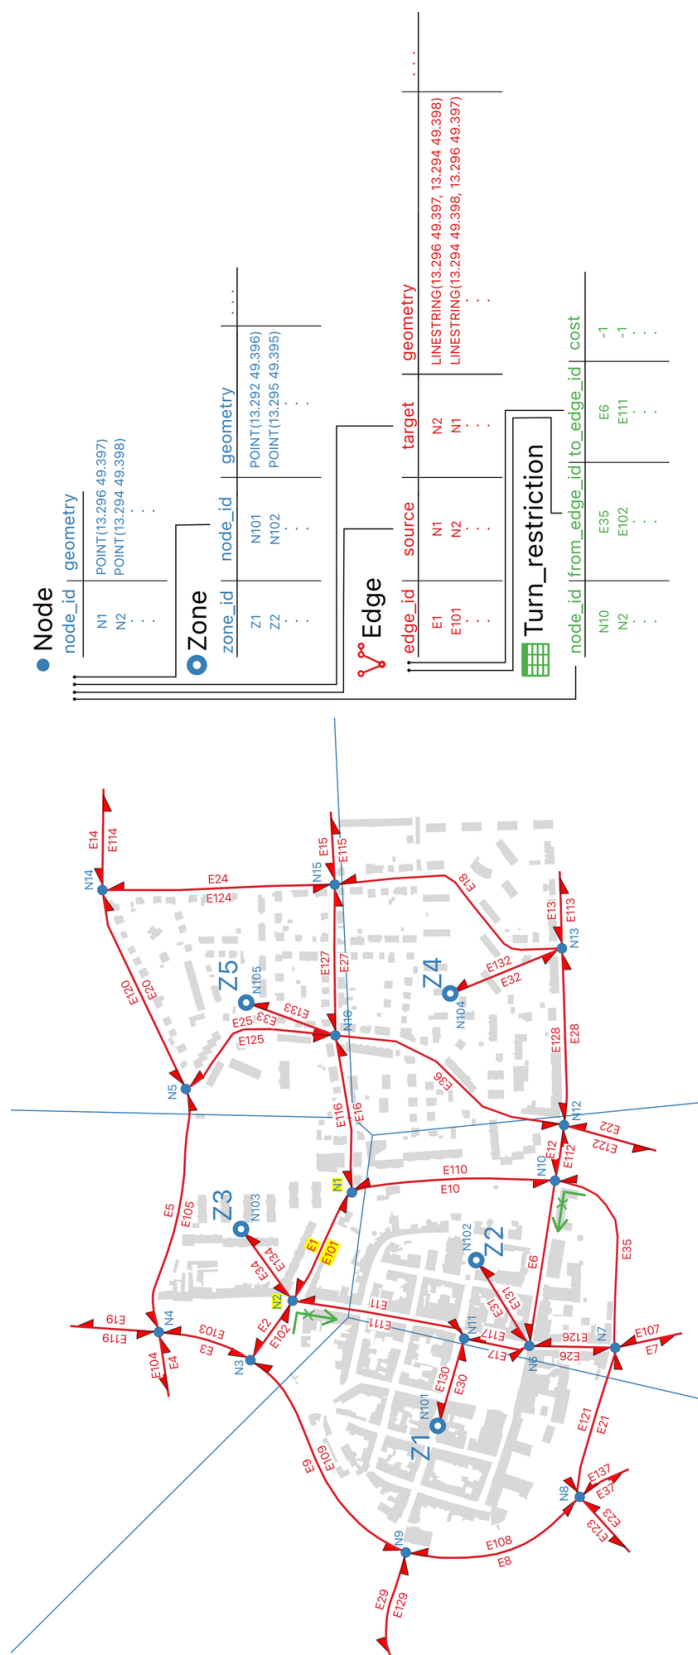 Node
node_id geometry
N1 POINT(13.296 49.397)
N2 POINT(13.294 49.398)
. . .
Zone
zone_id node_id geometry . . .
Z1 N101 POINT(13.292 49.396)
Z2 N102 POINT(13.295 49.395)
. . .
Edge
edge_id source target geometry . . .
E1 N1 N2 LINESTRING(13.296 49.397, 13.294 49.398)
E101 N2 N1 LINESTRING(13.294 49.398, 13.296 49.397)
. . .
Turn_restriction
node_id from_edge_id to_edge_id cost
N10 E35 E6 -1
N2 E102 E111 -1
. . .
E14
E114
N14
E24
E124
E15
E115
N15
E120
E20
Z5
N105
E133
E33
E25
E125
E127
E27
N16
E18
Z4
N104
E132
E32
E13
E113
N13
N5
E36
E128
E28
N12
E22
E122
E12
E112
E116
E16
N1
E110
E10
N10
E5
E105
Z3
N103
E134
E34
E1
E101
N2
E2
E102
E19
E119
N4
E103
E3
E104
E4
N3
E11
E111
N102
Z2
E131
E31
E6
E35
N11
E117
E17
N6
E126
E26
N7
E107
E7
Z1
N101
E130
E30
E9
E109
E121
E21
N8
E137
E37
E23
E123
E108
E8
N9
E29
E129